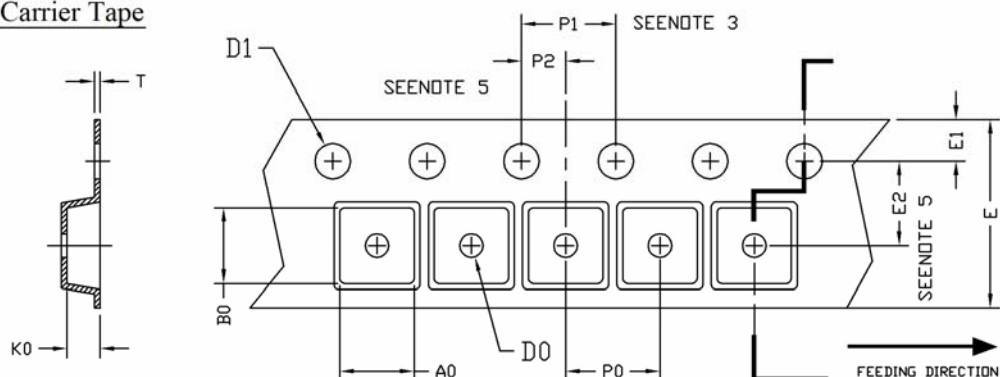 Carrier Tape
P1
SEENOTE 3
D1
P2
T
SEENOTE 5
E1
E2
E
SEENOTE 5
B0
K0
A0
D0
P0
FEEDING DIRECTION